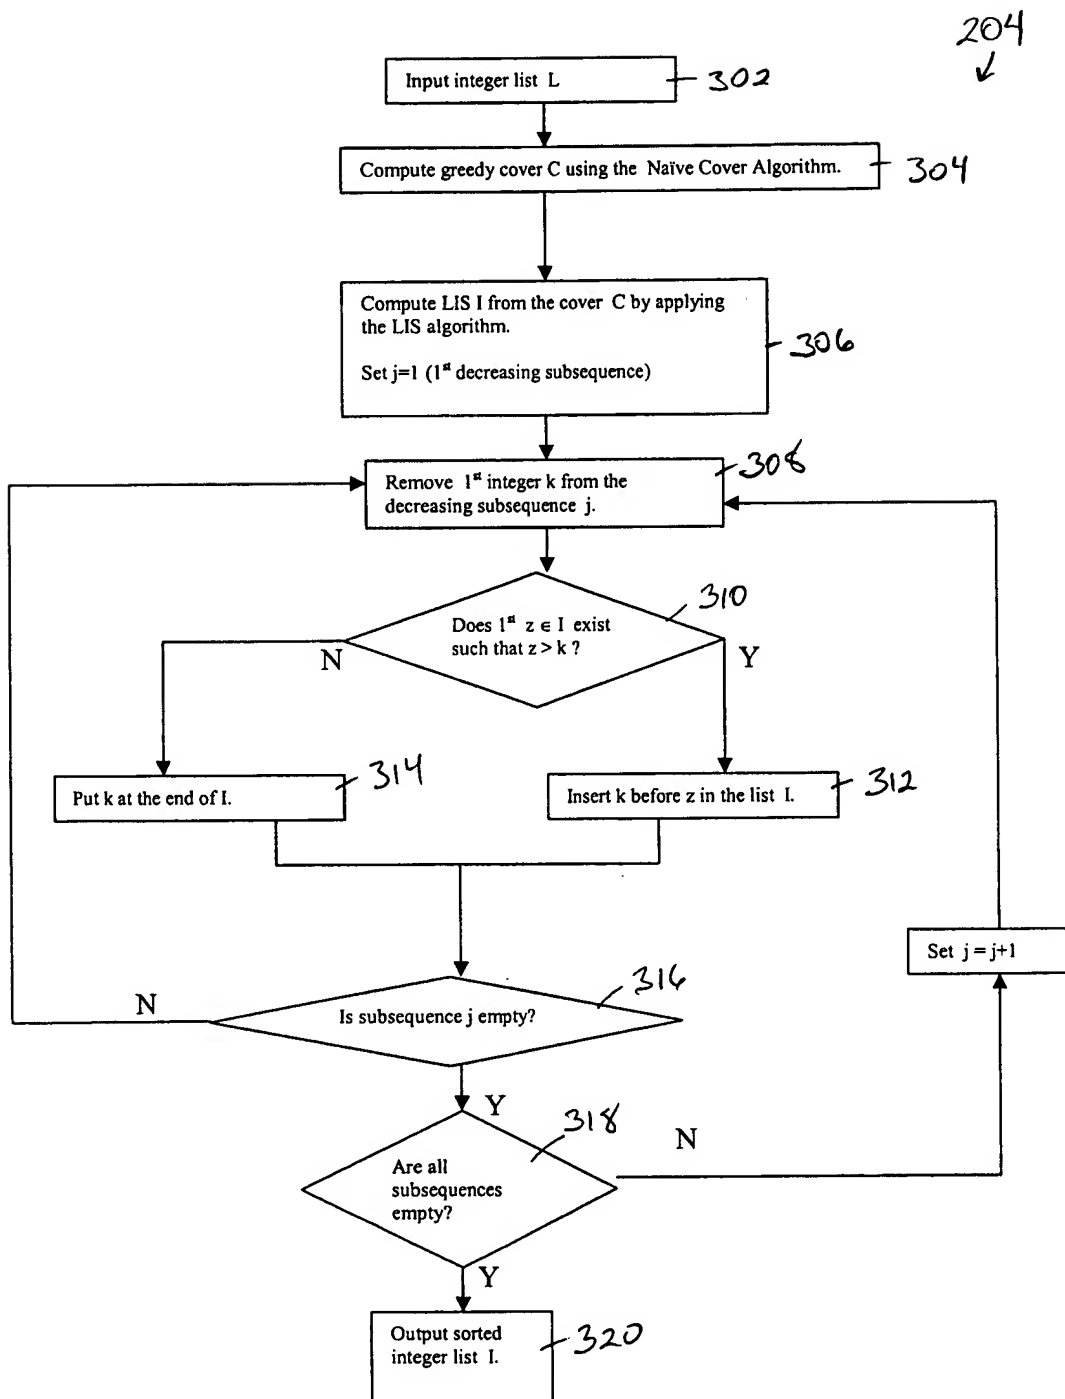 204
Input integer list L
302
Compute greedy cover C using the Naïve Cover Algorithm.
304
Compute LIS I from the cover C by applying
the LIS algorithm.
Set j=1 (1st decreasing subsequence)
306
Remove 1st integer k from the
decreasing subsequence j.
308
Does 1st z ∈ I exist
such that z > k ?
310
N
Y
Put k at the end of I.
314
Insert k before z in the list I.
312
Set j = j+1
Is subsequence j empty?
316
N
Y
Are all
subsequences
empty?
318
N
Y
Output sorted
integer list I.
320